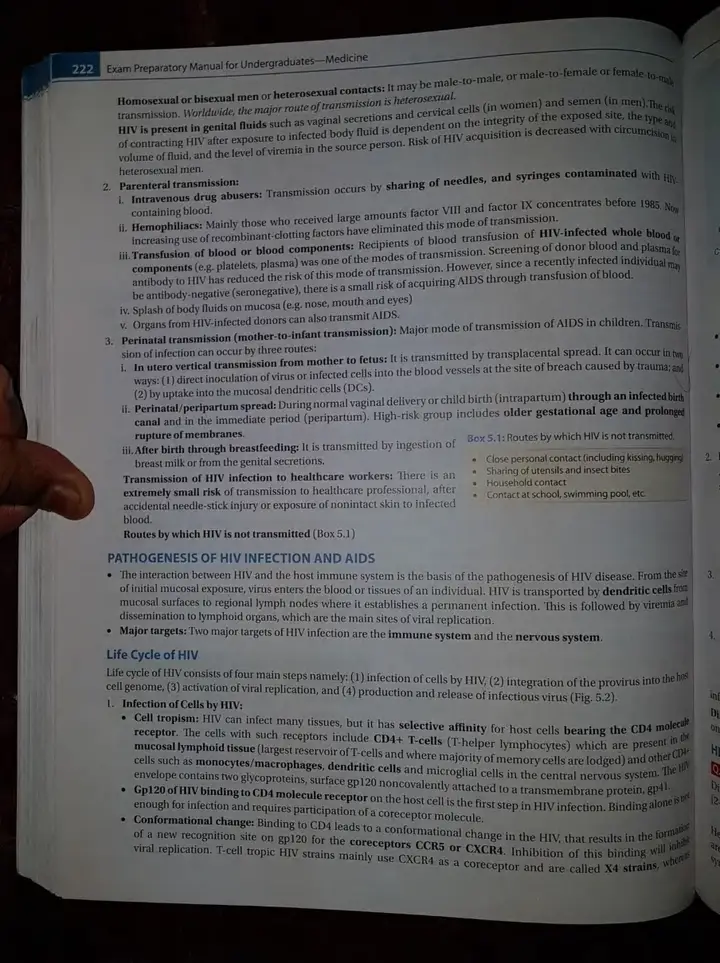 222 Exam Preparatory Manual for Undergraduates—Medicine
Homosexual or bisexual men or heterosexual contacts: It may be male-to-male, or male-to-female or female-to-male
transmission. Worldwide, the major route of transmission is heterosexual.
HIV is present in genital fluids such as vaginal secretions and cervical cells (in women) and semen (in men). The risk
of contracting HIV after exposure to infected body fluid is dependent on the integrity of the exposed site, the type and
volume of fluid, and the level of viremia in the source person. Risk of HIV acquisition is decreased with circumcision in
heterosexual men.
2. Parenteral transmission:
i. Intravenous drug abusers: Transmission occurs by sharing of needles, and syringes contaminated with HIV-
containing blood.
ii. Hemophiliacs: Mainly those who received large amounts factor VIII and factor IX concentrates before 1985. Now
increasing use of recombinant-clotting factors have eliminated this mode of transmission.
iii. Transfusion of blood or blood components: Recipients of blood transfusion of HIV-infected whole blood or
components (e.g. platelets, plasma) was one of the modes of transmission. Screening of donor blood and plasma for
antibody to HIV has reduced the risk of this mode of transmission. However, since a recently infected individual may
be antibody-negative (seronegative), there is a small risk of acquiring AIDS through transfusion of blood.
iv. Splash of body fluids on mucosa (e.g. nose, mouth and eyes)
v. Organs from HIV-infected donors can also transmit AIDS.
3. Perinatal transmission (mother-to-infant transmission): Major mode of transmission of AIDS in children. Transmis
sion of infection can occur by three routes:
i. In utero vertical transmission from mother to fetus: It is transmitted by transplacental spread. It can occur in two
ways: (1) direct inoculation of virus or infected cells into the blood vessels at the site of breach caused by trauma; and
(2) by uptake into the mucosal dendritic cells (DCs).
ii. Perinatal/peripartum spread: During normal vaginal delivery or child birth (intrapartum) through an infected birth
canal and in the immediate period (peripartum). High-risk group includes older gestational age and prolonged
rupture of membranes.
iii. After birth through breastfeeding: It is transmitted by ingestion of
breast milk or from the genital secretions.
Transmission of HIV infection to healthcare workers: There is an
extremely small risk of transmission to healthcare professional, after
accidental needle-stick injury or exposure of nonintact skin to infected
blood.
Routes by which HIV is not transmitted (Box 5.1)
Box 5.1: Routes by which HIV is not transmitted.
• Close personal contact (including kissing, hugging)
• Sharing of utensils and insect bites
• Household contact
• Contact at school, swimming pool, etc.
PATHOGENESIS OF HIV INFECTION AND AIDS
• The interaction between HIV and the host immune system is the basis of the pathogenesis of HIV disease. From the site
of initial mucosal exposure, virus enters the blood or tissues of an individual. HIV is transported by dendritic cells from
mucosal surfaces to regional lymph nodes where it establishes a permanent infection. This is followed by viremia and
dissemination to lymphoid organs, which are the main sites of viral replication.
• Major targets: Two major targets of HIV infection are the immune system and the nervous system.
Life Cycle of HIV
Life cycle of HIV consists of four main steps namely: (1) infection of cells by HIV, (2) integration of the provirus into the host
cell genome, (3) activation of viral replication, and (4) production and release of infectious virus (Fig. 5.2).
1. Infection of Cells by HIV:
• Cell tropism: HIV can infect many tissues, but it has selective affinity for host cells bearing the CD4 molecule
receptor. The cells with such receptors include CD4+ T-cells (T-helper lymphocytes) which are present in the
mucosal lymphoid tissue (largest reservoir of T-cells and where majority of memory cells are lodged) and other CD4+
cells such as monocytes/macrophages, dendritic cells and microglial cells in the central nervous system. The HIV
envelope contains two glycoproteins, surface gp120 noncovalently attached to a transmembrane protein, gp41.
• Gp120 of HIV binding to CD4 molecule receptor on the host cell is the first step in HIV infection. Binding alone is not
enough for infection and requires participation of a coreceptor molecule.
• Conformational change: Binding to CD4 leads to a conformational change in the HIV, that results in the formation
of a new recognition site on gp120 for the coreceptors CCR5 or CXCR4. Inhibition of this binding will inhibit
viral replication. T-cell tropic HIV strains mainly use CXCR4 as a coreceptor and are called X4 strains, whereas
2.
3.
4.